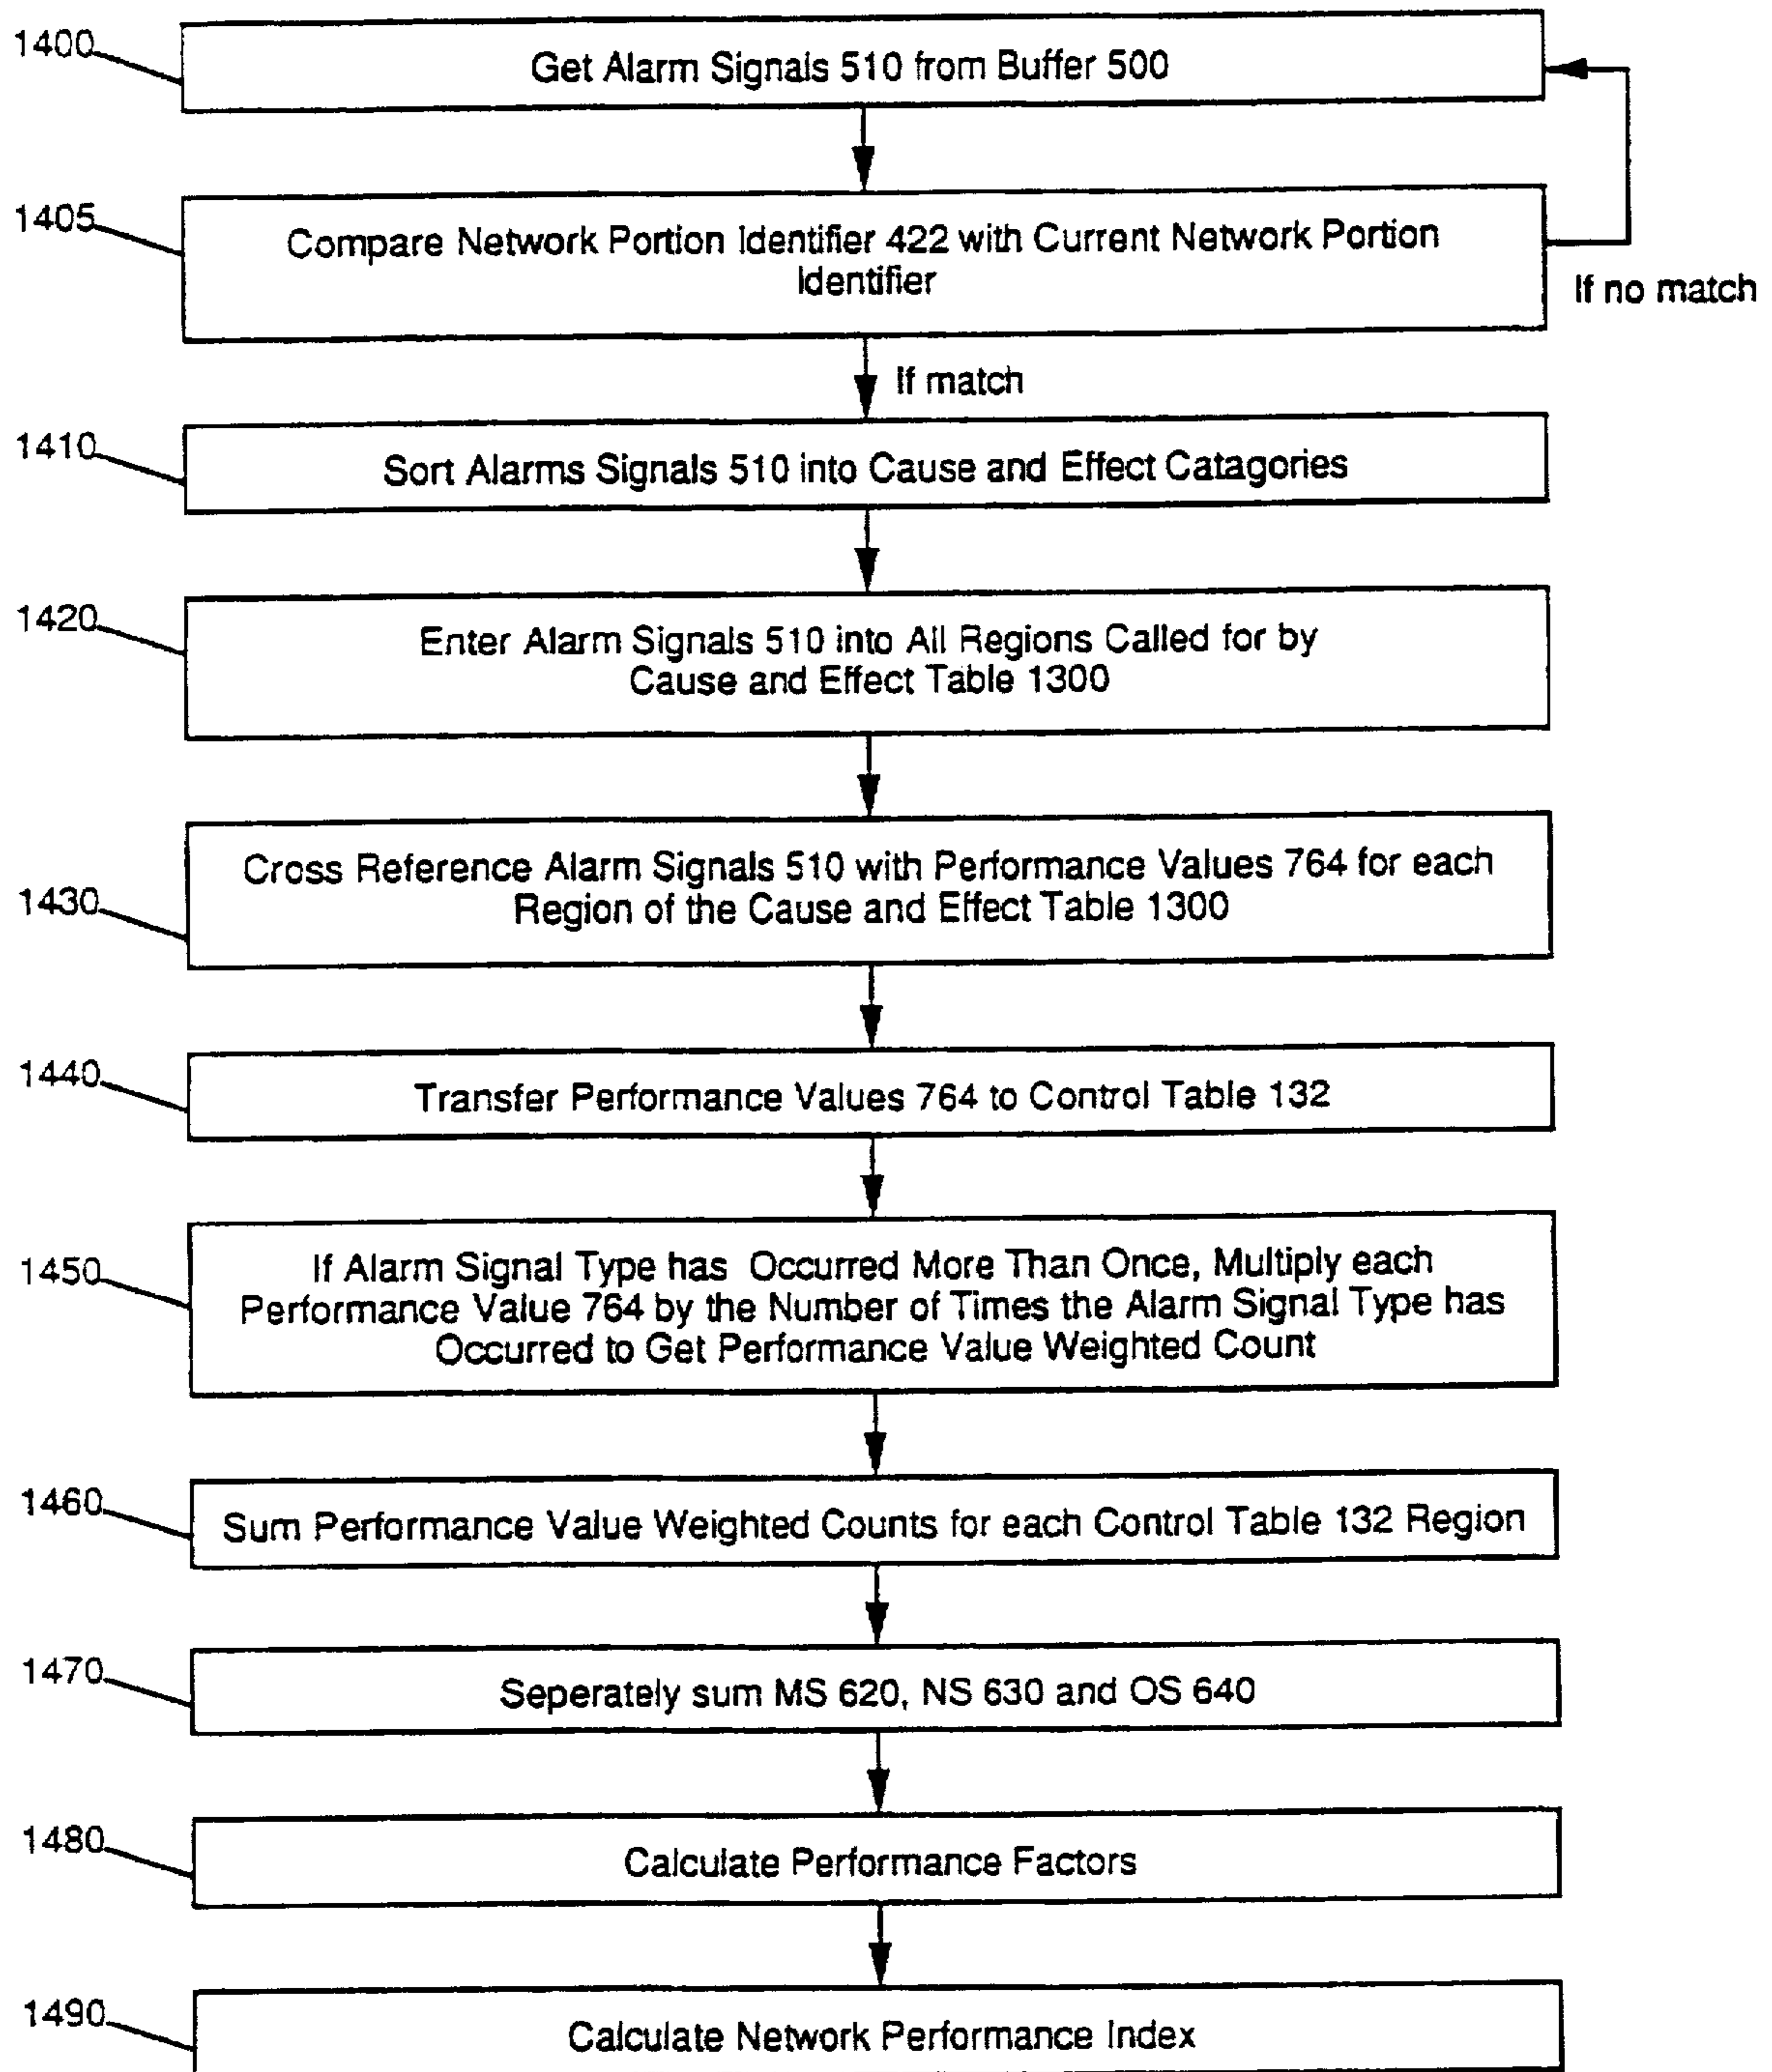 1400
Get Alarm Signals 510 from Buffer 500
1405
Compare Network Portion Identifier 422 with Current Network Portion
Identifier
If no match
If match
1410
Sort Alarms Signals 510 into Cause and Effect Catagories
1420
Enter Alarm Signals 510 into All Regions Called for by
Cause and Effect Table 1300
1430
Cross Reference Alarm Signals 510 with Performance Values 764 for each
Region of the Cause and Effect Table 1300
1440
Transfer Performance Values 764 to Control Table 132
1450
If Alarm Signal Type has Occurred More Than Once, Multiply each
Performance Value 764 by the Number of Times the Alarm Signal Type has
Occurred to Get Performance Value Weighted Count
1460
Sum Performance Value Weighted Counts for each Control Table 132 Region
1470
Seperately sum MS 620, NS 630 and OS 640
1480
Calculate Performance Factors
1490
Calculate Network Performance Index